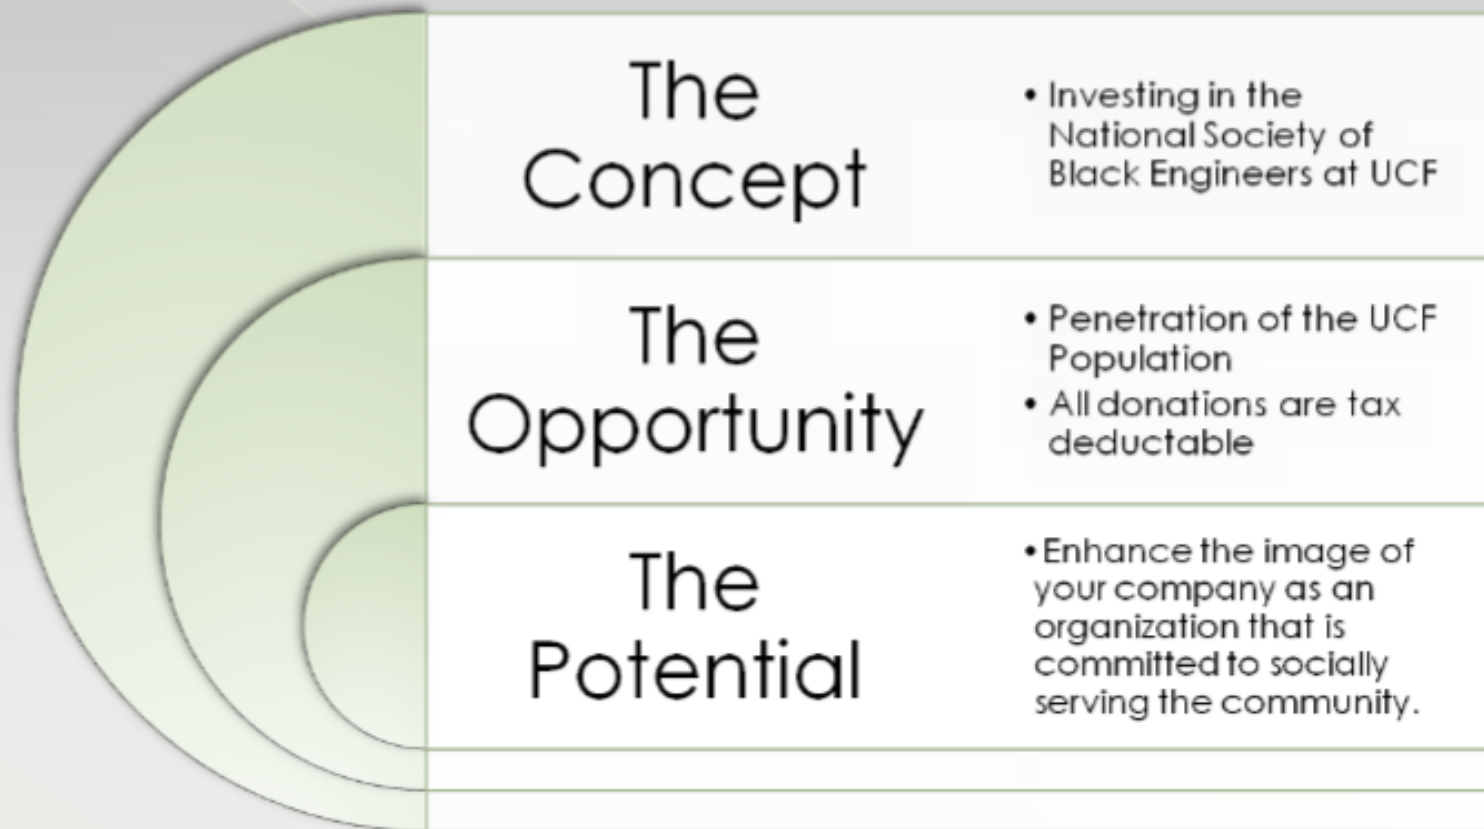 The
Concept
• Investing in the
National Society of
Black Engineers at UCF
The
Opportunity
• Penetration of the UCF
Population
• All donations are tax
deductable
The
Potential
• Enhance the image of
your company as an
organization that is
committed to socially
serving the community.